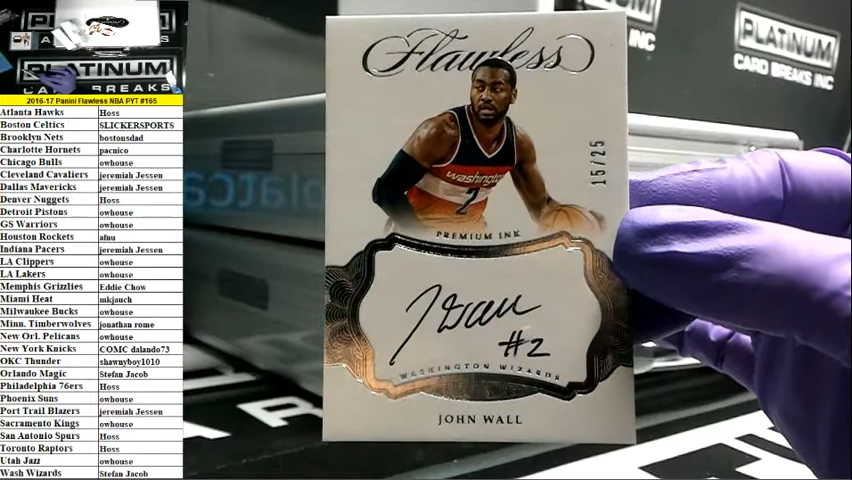 PLATINUM
2016-17 Panini Flawless NBA PYT #165
Atlanta Hawks Hoss
Boston Celtics SLICKERSPORTS
Brooklyn Nets bostonsdad
Charlotte Hornets pacnico
Chicago Bulls owhouse
Cleveland Cavaliers jeremiah Jessen
Dallas Mavericks jeremiah Jessen
Denver Nuggets Hoss
Detroit Pistons owhouse
GS Warriors owhouse
Houston Rockets afnu
Indiana Pacers jeremiah Jessen
LA Clippers owhouse
LA Lakers owhouse
Memphis Grizzlies Eddie Chow
Miami Heat mkjauch
Milwaukee Bucks owhouse
Minn. Timberwolves jonathan rome
New Orl. Pelicans owhouse
New York Knicks COMC dalando73
OKC Thunder shawnyboy1010
Orlando Magic Stefan Jacob
Philadelphia 76ers Hoss
Phoenix Suns owhouse
Port Trail Blazers jeremiah Jessen
Sacramento Kings owhouse
San Antonio Spurs Hoss
Toronto Raptors Hoss
Utah Jazz owhouse
Wash Wizards Stefan Jacob
Flawless
washington
2
15/25
PREMIUM INK
#2
WASHINGTON WIZARDS
JOHN WALL
PLATINUM
CARD BREAKS INC